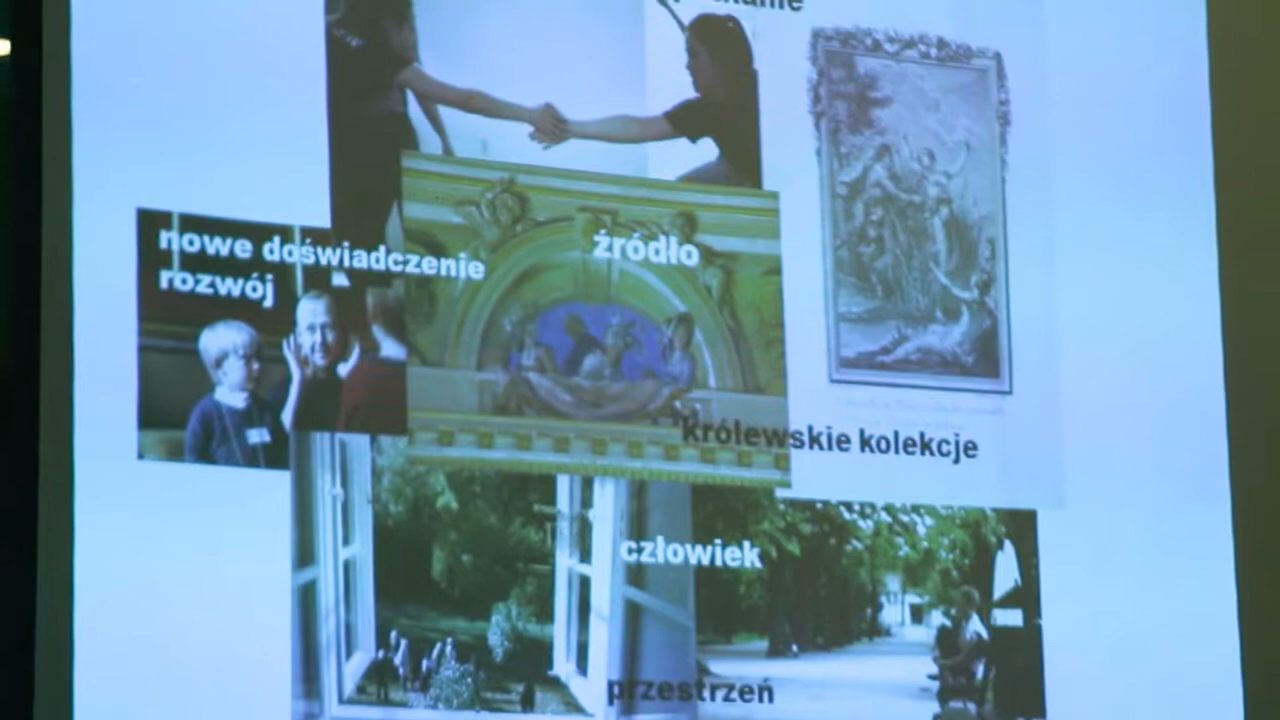 nowe doświadczenie
rozwój
źródło
królewskie kolekcje
człowiek
przestrzeń